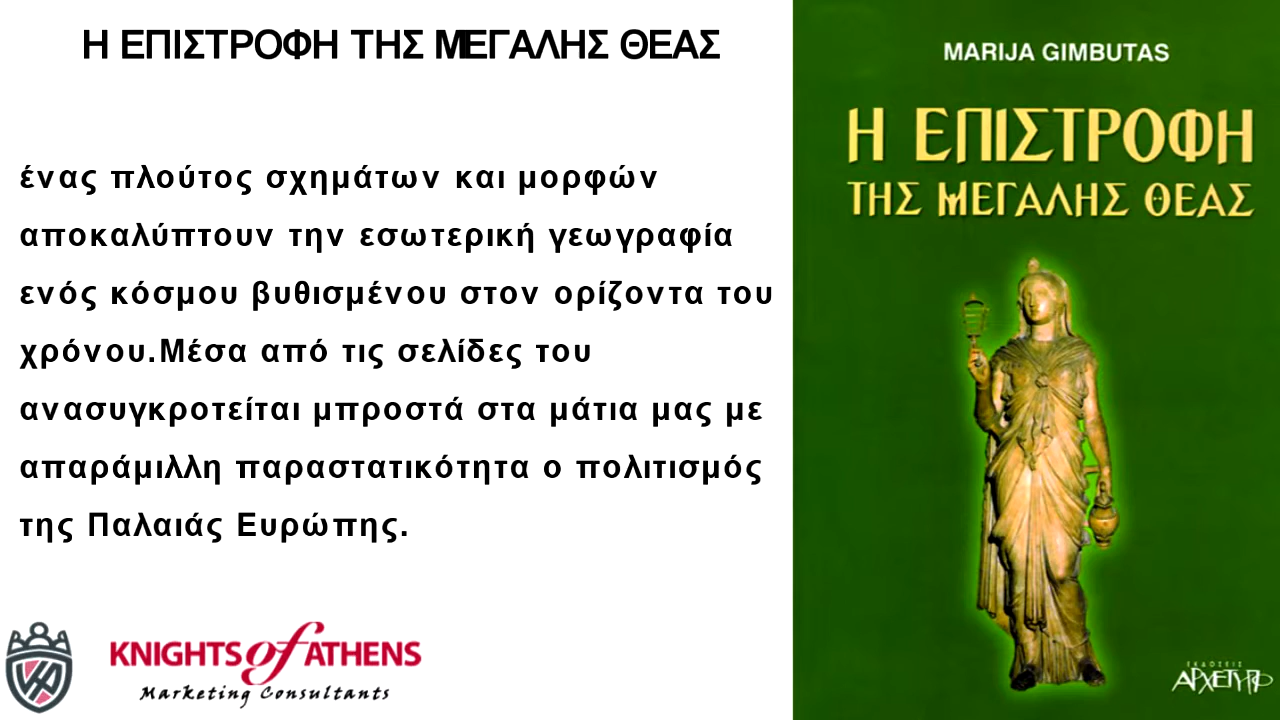 Η ΕΠΙΣΤΡΟΦΗ ΤΗΣ ΜΕΓΑΛΗΣ ΘΕΑΣ
ένας πλούτος σχημάτων και μορφών
αποκαλύπτουν την εσωτερική γεωγραφία
ενός κόσμου βυθισμένου στον ορίζοντα του
χρόνου.Μέσα από τις σελίδες του
ανασυγκροτείται μπροστά στα μάτια μας με
απαράμιλλη παραστατικότητα ο πολιτισμός
της Παλαιάς Ευρώπης.
KNIGHTS of ATHENS
Marketing Consultants
MARIJA GIMBUTAS
Η ΕΠΙΣΤΡΟΦΗ
ΤΗΣ ΜΕΓΑΛΗΣ ΘΕΑΣ
ΕΚΔΟΣΕΙΣ
ΑΡΧΕΤΥΠΟ